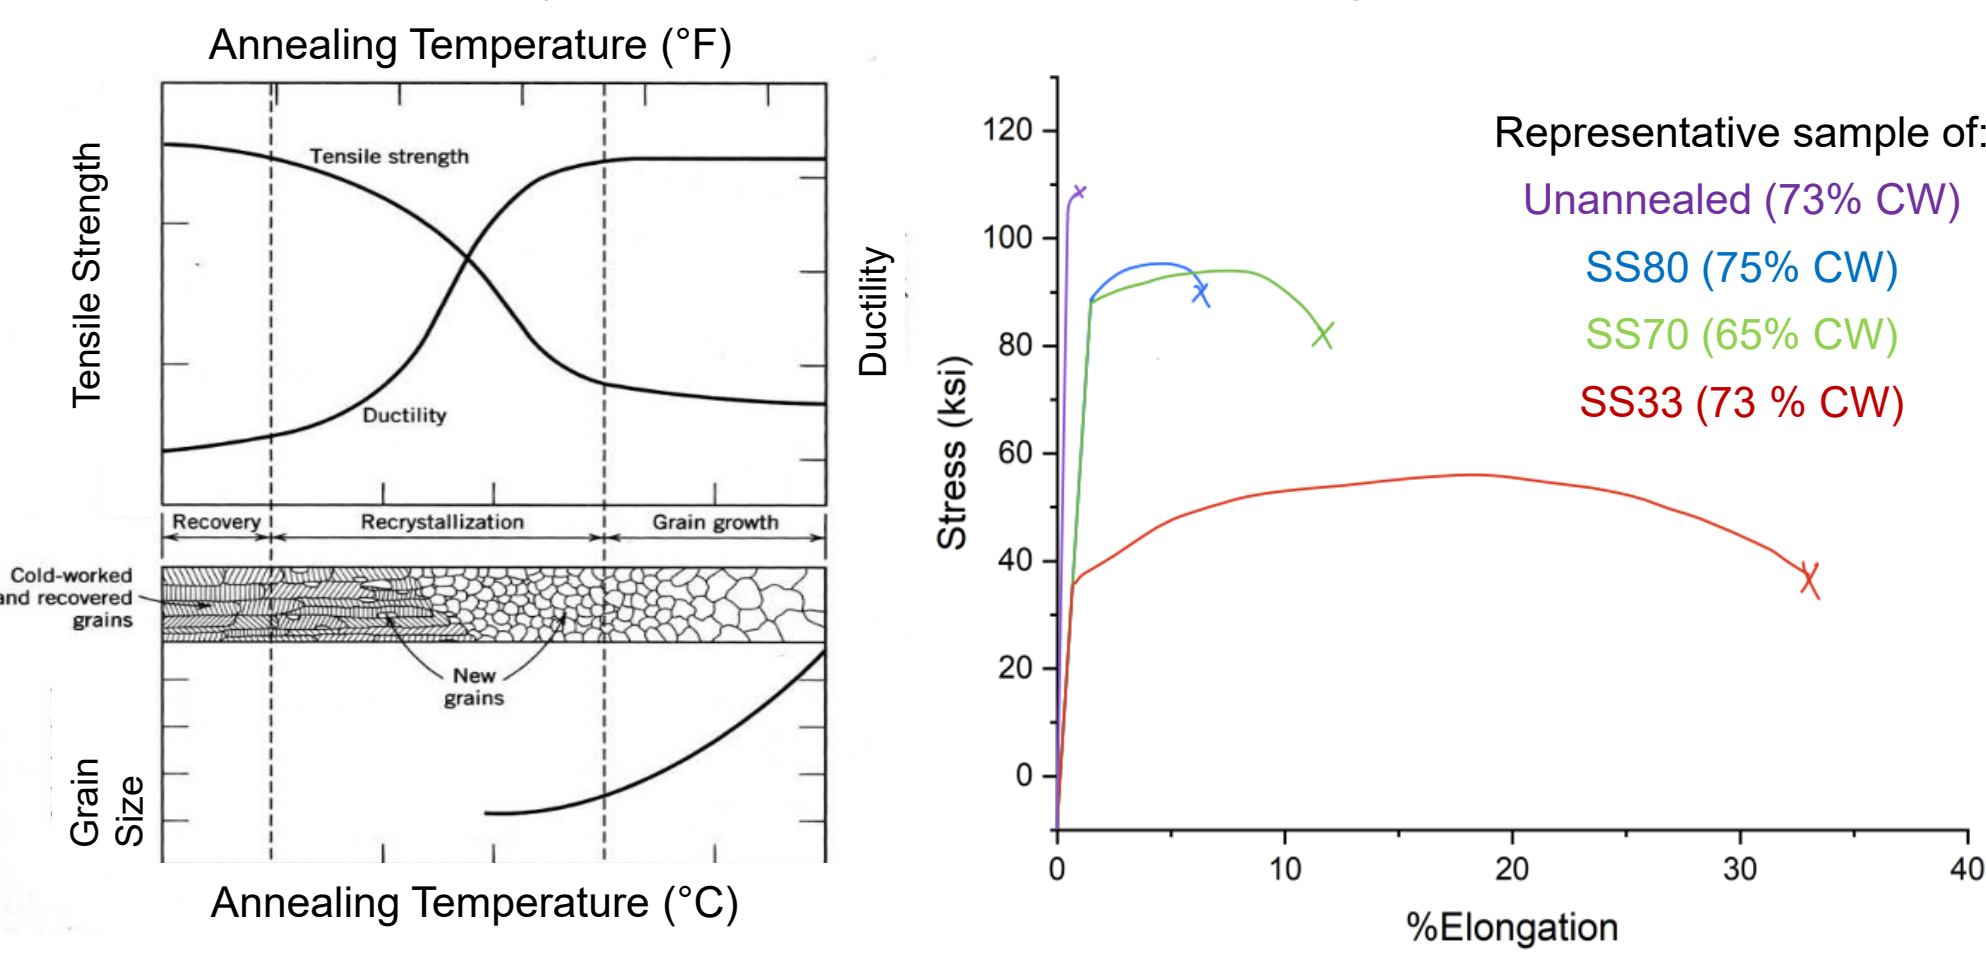 Annealing Temperature (°F)
Tensile Strength
Tensile strength
Ductility
Ductility
Recovery
Recrystallization
Grain growth
Cold-worked
and recovered
grains
New
grains
Grain
Size
Annealing Temperature (°C)
120
100
80
60
40
20
0
Stress (ksi)
0 10 20 30 40
%Elongation
Representative sample of:
Unannealed (73% CW)
SS80 (75% CW)
SS70 (65% CW)
SS33 (73 % CW)